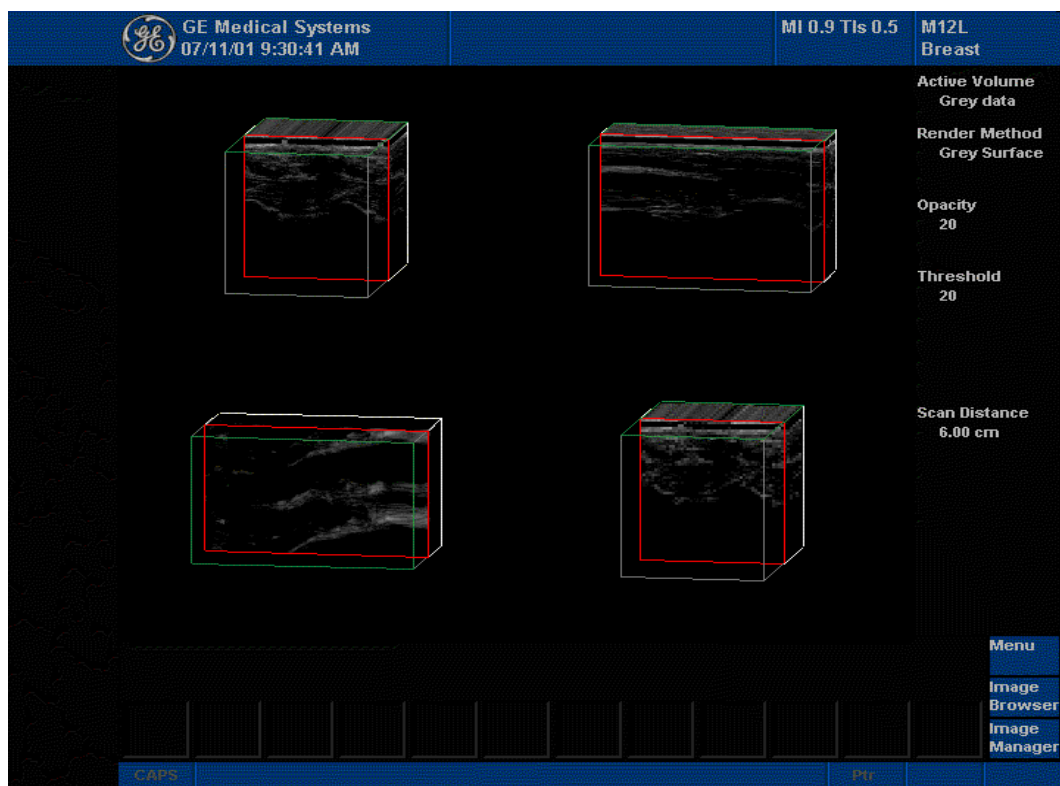 GE Medical Systems
07/11/01 9:30:41 AM
MI 0.9 TIs 0.5
M12L
Breast
Active Volume
Grey data
Render Method
Grey Surface
Opacity
20
Threshold
20
Scan Distance
6.00 cm
Menu
Image
Browser
Image
Manager
CAPS
Ptr